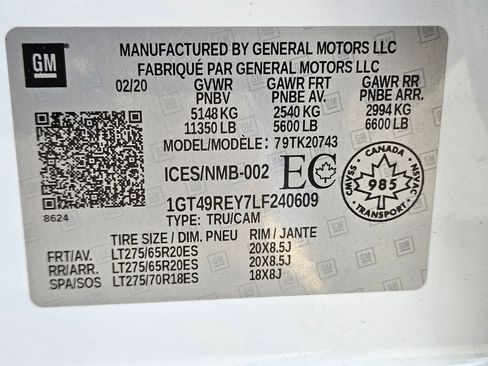 GM
MANUFACTURED BY GENERAL MOTORS LLC
FABRIQUÉ PAR GENERAL MOTORS LLC
02/20 GVWR GAWR FRT GAWR RR
PNBV PNBE AV. PNBE ARR.
5148 KG 2540 KG 2994 KG
11350 LB 5600 LB 6600 LB
MODEL/MODÈLE: 79TK20743
ICES/NMB-002 EC
8624
CANADA
SVANM 985 NSVAC
TRANSPORT
1GT49REY7LF240609
TYPE: TRU/CAM
TIRE SIZE / DIM. PNEU RIM / JANTE
FRT/AV. LT275/65R20ES 20X8.5J
RR/ARR. LT275/65R20ES 20X8.5J
SPA/SOS LT275/70R18ES 18X8J